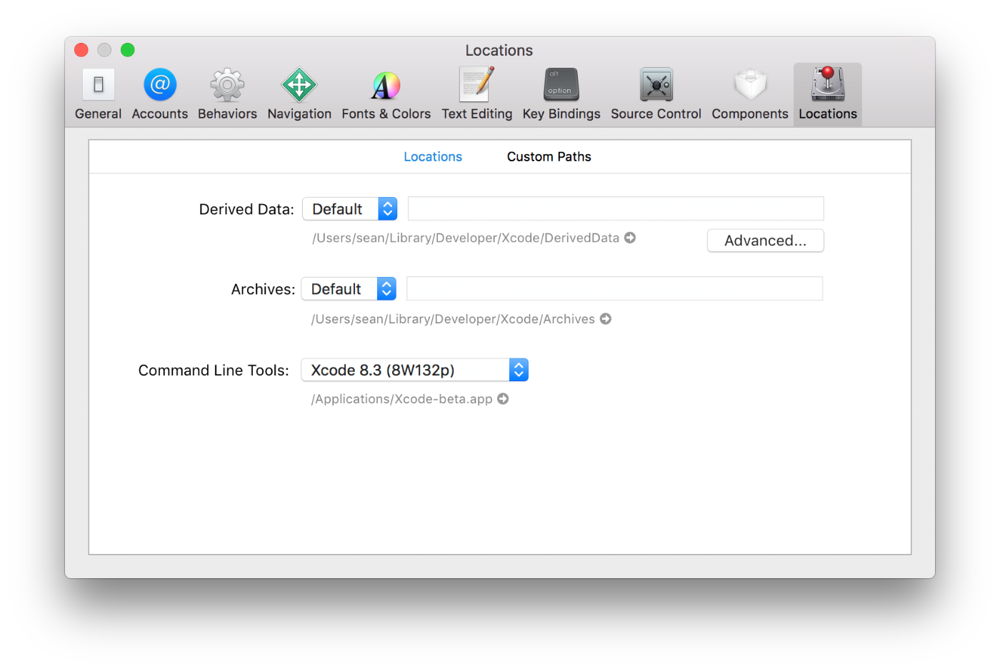 Locations
alt
option
General Accounts Behaviors Navigation Fonts & Colors Text Editing Key Bindings Source Control Components Locations
Locations Custom Paths
Derived Data: Default
/Users/sean/Library/Developer/Xcode/DerivedData
Advanced...
Archives: Default
/Users/sean/Library/Developer/Xcode/Archives
Command Line Tools: Xcode 8.3 (8W132p)
/Applications/Xcode-beta.app